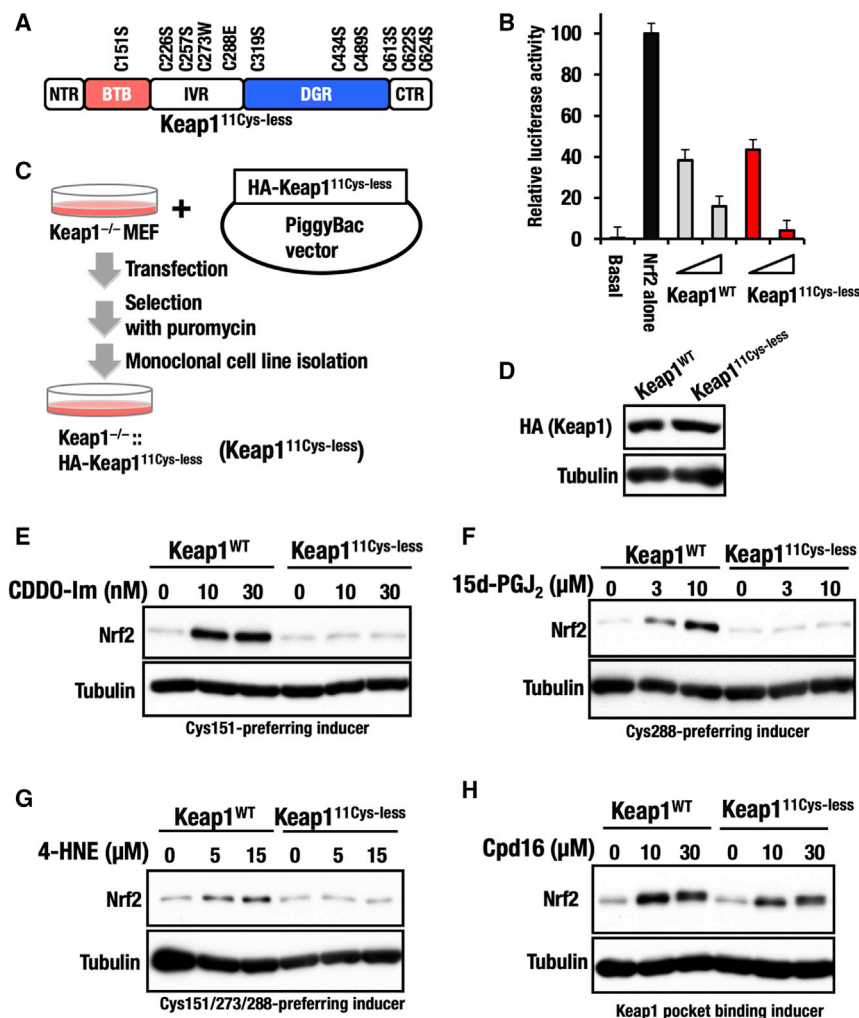 A
C151S
C226S
C257S
C273W
C288E
C319S
C434S
C489S
C613S
C622S
C624S
NTR BTB IVR DGR CTR
Keap1^11Cys-less
B
Relative luciferase activity
100
80
60
40
20
0
Basal
Nrf2 alone
Keap1^WT Keap1^11Cys-less
C
HA-Keap1^11Cys-less
PiggyBac
vector
+
Keap1^–/– MEF
Transfection
Selection
with puromycin
Monoclonal cell line isolation
Keap1^–/– ::
HA-Keap1^11Cys-less (Keap1^11Cys-less)
D
Keap1^WT
Keap1^11Cys-less
HA (Keap1)
Tubulin
E
Keap1^WT Keap1^11Cys-less
CDDO-Im (nM) 0 10 30 0 10 30
Nrf2
Tubulin
Cys151-preferring inducer
F
Keap1^WT Keap1^11Cys-less
15d-PGJ₂ (μM) 0 3 10 0 3 10
Nrf2
Tubulin
Cys288-preferring inducer
G
Keap1^WT Keap1^11Cys-less
4-HNE (μM) 0 5 15 0 5 15
Nrf2
Tubulin
Cys151/273/288-preferring inducer
H
Keap1^WT Keap1^11Cys-less
Cpd16 (μM) 0 10 30 0 10 30
Nrf2
Tubulin
Keap1 pocket binding inducer